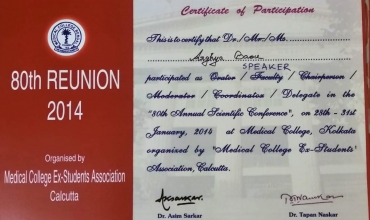 80th REUNION
2014
Organised by
Medical College Ex-Students Association
Calcutta
Certificate of Participation
This is to certify that Dr./Mr./Ms.
SPEAKER
participated as Orator / Faculty / Chairperson /
Moderator / Coordinator / Delegate in the
"80th Annual Scientific Conference", on 28th - 31st
January, 2014 at Medical College, Kolkata
organized by "Medical College Ex-Students'
Association, Calcutta.
Dr. Asim Sarkar
Dr. Tapan Naskar